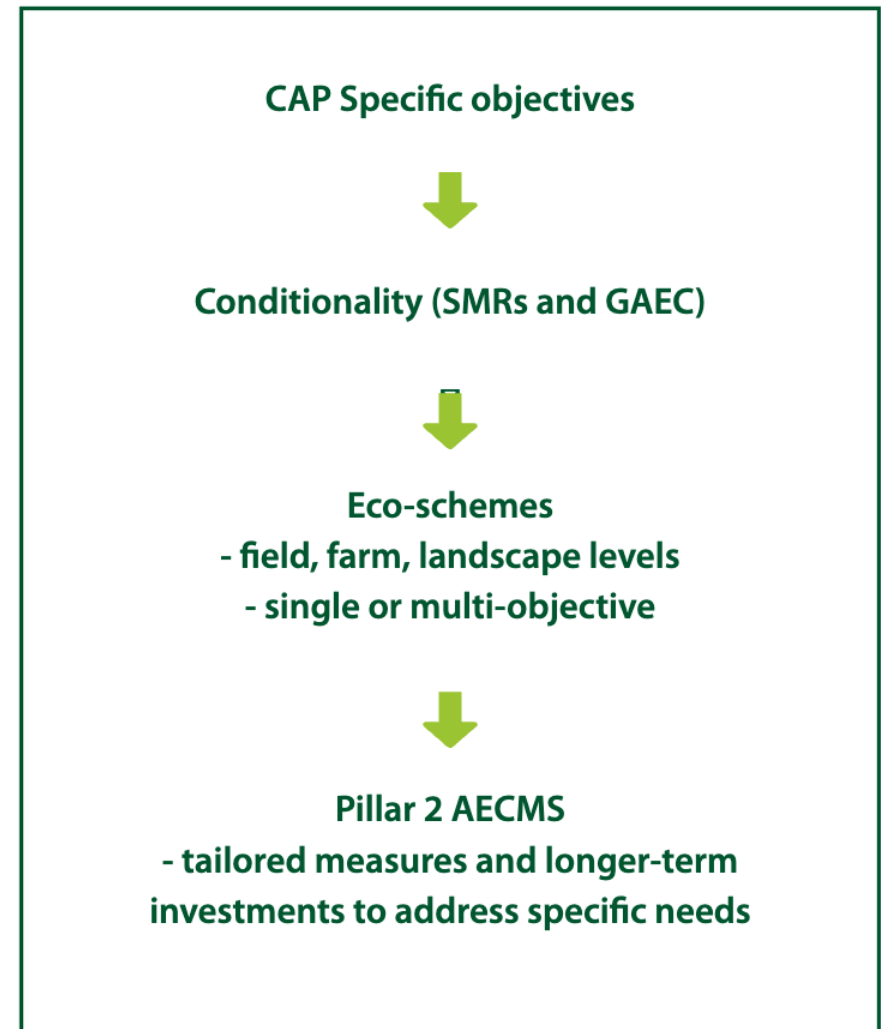 CAP Specific objectives
Conditionality (SMRs and GAEC)
Eco-schemes
- field, farm, landscape levels
- single or multi-objective
Pillar 2 AECMS
- tailored measures and longer-term
investments to address specific needs